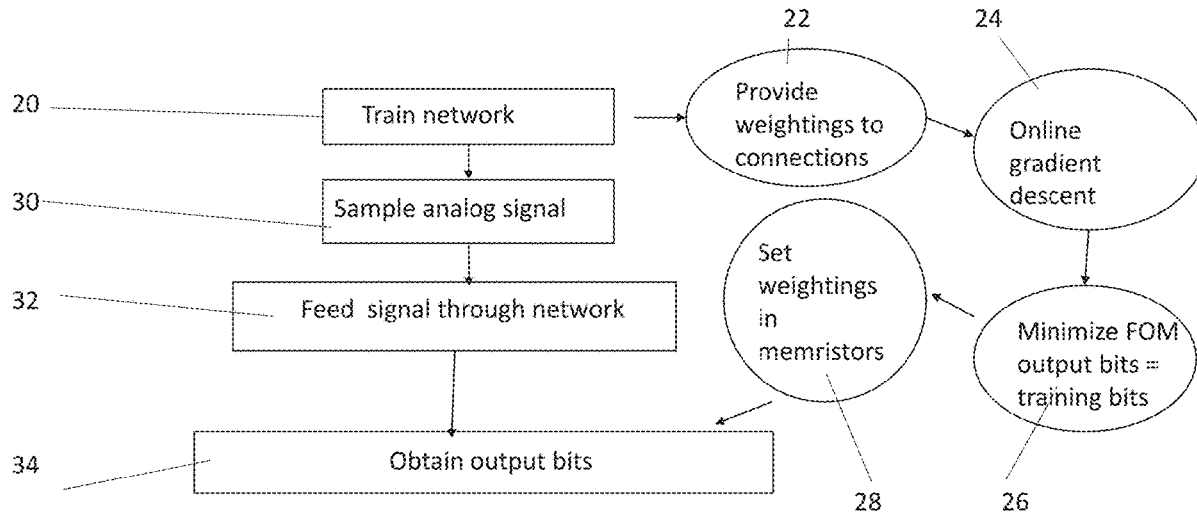 22
24
20
Train network
Provide
weightings to
connections
Online
gradient
descent
30
Sample analog signal
Set
weightings
in
memristors
32
Feed signal through network
Minimize FOM
output bits =
training bits
34
Obtain output bits
28
26